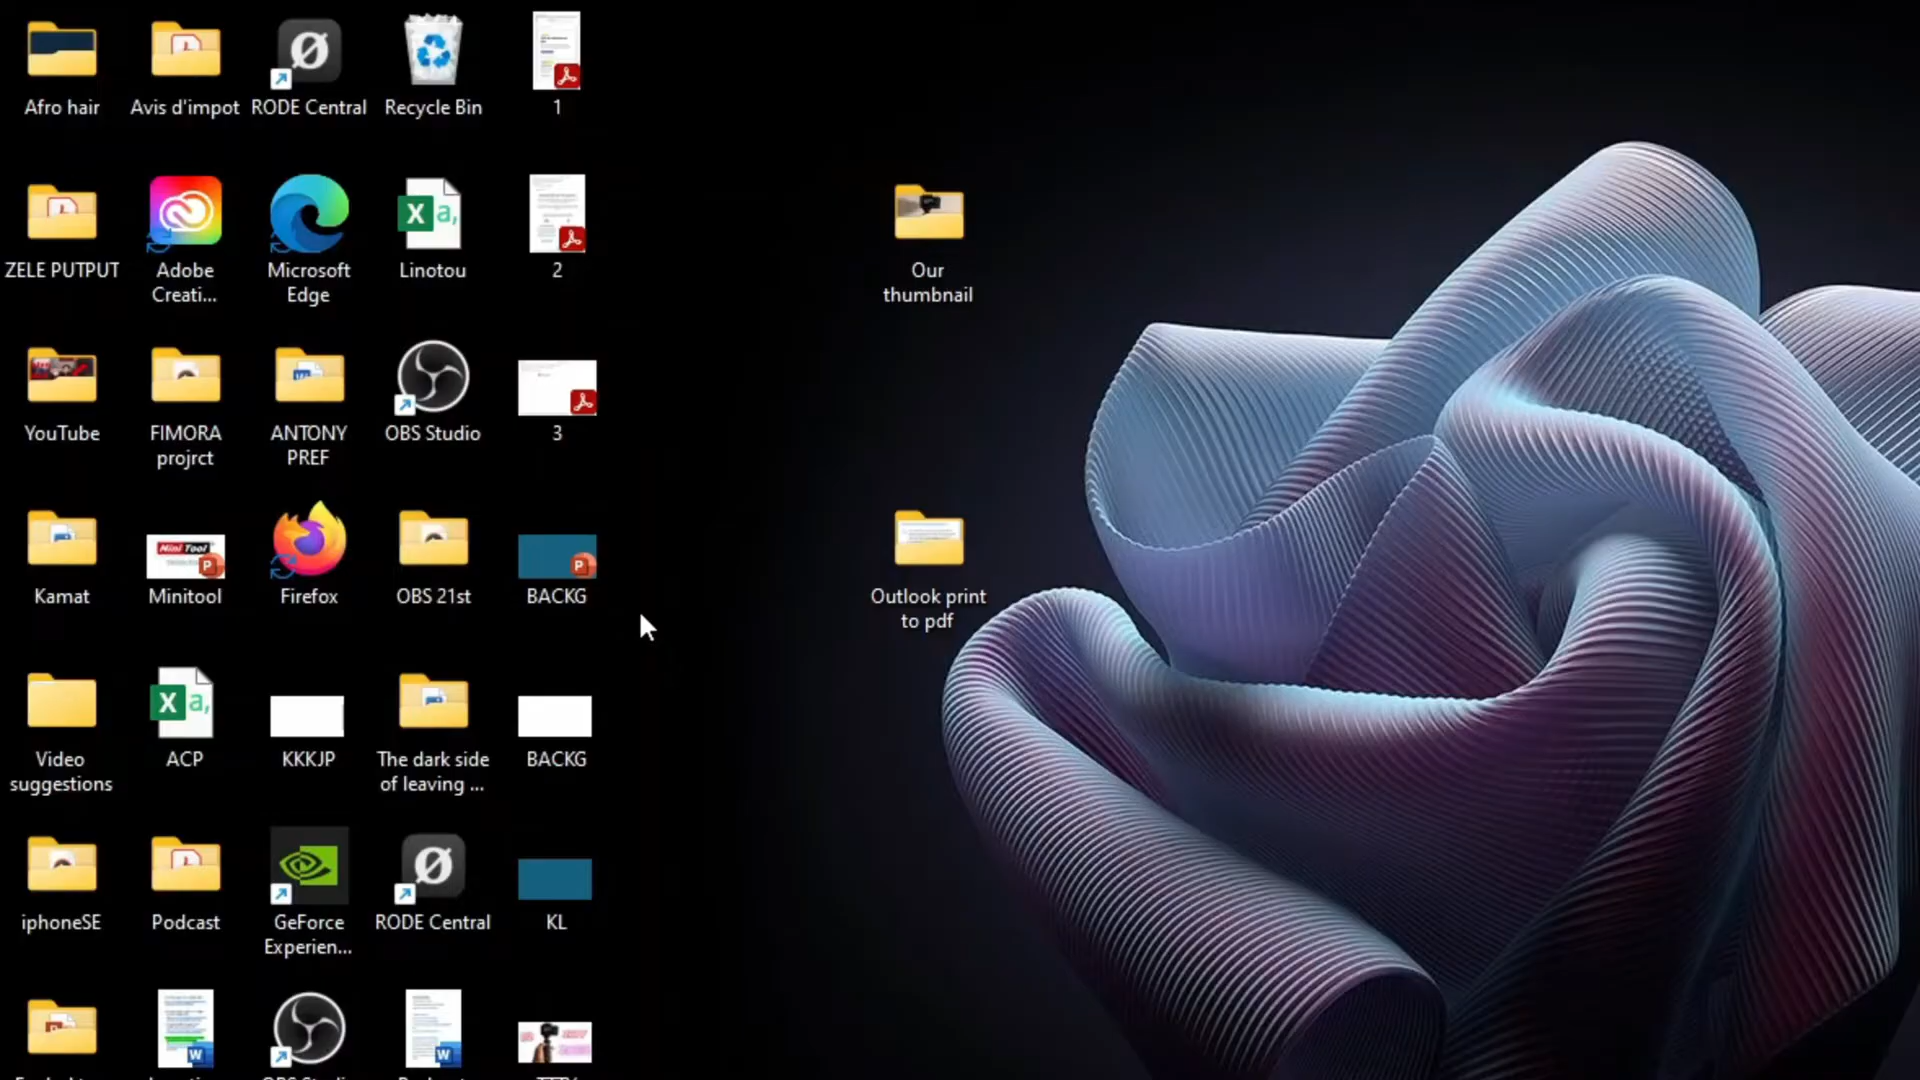 Afro hair
Avis d'impot
RODE Central
Recycle Bin
1
ZELE PUTPUT
Adobe
Creati...
Microsoft
Edge
Linotou
2
Our
thumbnail
YouTube
FIMORA
projrct
ANTONY
PREF
OBS Studio
3
Kamat
Mini Tool
Minitool
Firefox
OBS 21st
BACKG
Outlook print
to pdf
Video
suggestions
ACP
KKKJP
The dark side
of leaving ...
BACKG
iphoneSE
Podcast
GeForce
Experien...
RODE Central
KL